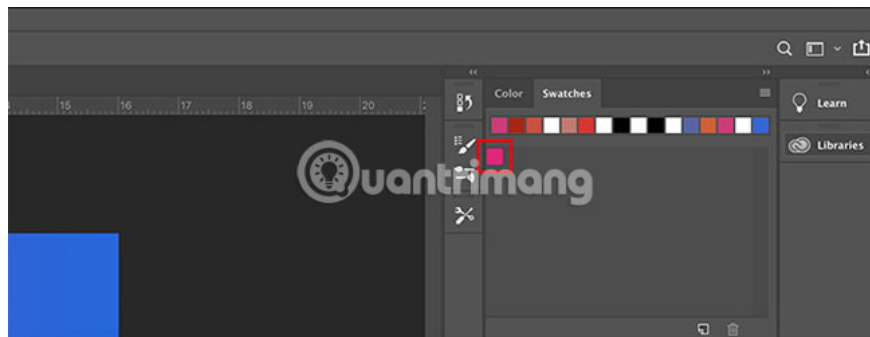 15 16 17 18 19 20
Color Swatches
Learn
Libraries
uantrimang